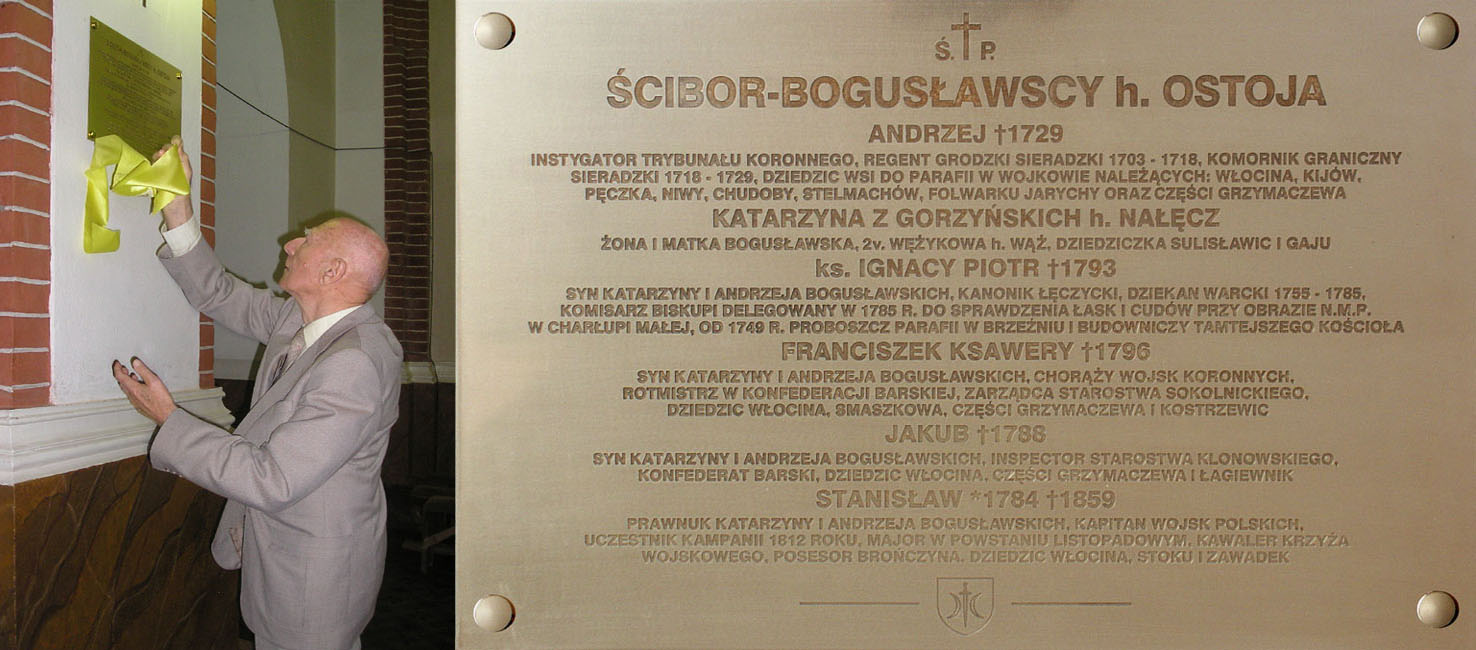 Ś. P.
ŚCIBOR-BOGUSŁAWSCY h. OSTOJA
ANDRZEJ †1729
INSTYGATOR TRYBUNAŁU KORONNEGO, REGENT GRODZKI SIERADZKI 1703 - 1718, KOMORNIK GRANICZNY
SIERADZKI 1718 - 1729, DZIEDZIC WSI DO PARAFII W WOJKOWIE NALEŻĄCYCH: WŁOCINA, KIJÓW,
PĘCZKA, NIWY, CHUDOBY, STELMACHÓW, FOLWARKU JARYCHY ORAZ CZĘŚCI GRZYMACZEWA
KATARZYNA Z GORZYŃSKICH h. NAŁĘCZ
ŻONA I MATKA BOGUSŁAWSKA, 2v. WĘŻYKOWA h. WĄŻ, DZIEDZICZKA SULISŁAWIC I GAJU
ks. IGNACY PIOTR †1793
SYN KATARZYNY I ANDRZEJA BOGUSŁAWSKICH, KANONIK ŁĘCZYCKI, DZIEKAN WARCKI 1755 - 1785,
KOMISARZ BISKUPI DELEGOWANY W 1785 R. DO SPRAWDZENIA ŁASK I CUDÓW PRZY OBRAZIE N.M.P.
W CHARŁUPI MAŁEJ, OD 1749 R. PROBOSZCZ PARAFII W BRZEŹNIU I BUDOWNICZY TAMTEJSZEGO KOŚCIOŁA
FRANCISZEK KSAWERY †1796
SYN KATARZYNY I ANDRZEJA BOGUSŁAWSKICH, CHORĄŻY WOJSK KORONNYCH,
ROTMISTRZ W KONFEDERACJI BARSKIEJ, ZARZĄDCA STAROSTWA SOKOLNICKIEGO,
DZIEDZIC WŁOCINA, SMASZKOWA, CZĘŚCI GRZYMACZEWA I KOSTRZEWIC
JAKUB †1788
SYN KATARZYNY I ANDRZEJA BOGUSŁAWSKICH, INSPECTOR STAROSTWA KLONOWSKIEGO,
KONFEDERAT BARSKI, DZIEDZIC WŁOCINA, CZĘŚCI GRZYMACZEWA I ŁAGIEWNIK
STANISŁAW *1784 †1859
PRAWNUK KATARZYNY I ANDRZEJA BOGUSŁAWSKICH, KAPITAN WOJSK POLSKICH,
UCZESTNIK KAMPANII 1812 ROKU, MAJOR W POWSTANIU LISTOPADOWYM, KAWALER KRZYŻA
WOJSKOWEGO, POSESOR BROŃCZYNA. DZIEDZIC WŁOCINA, STOKU I ZAWADEK